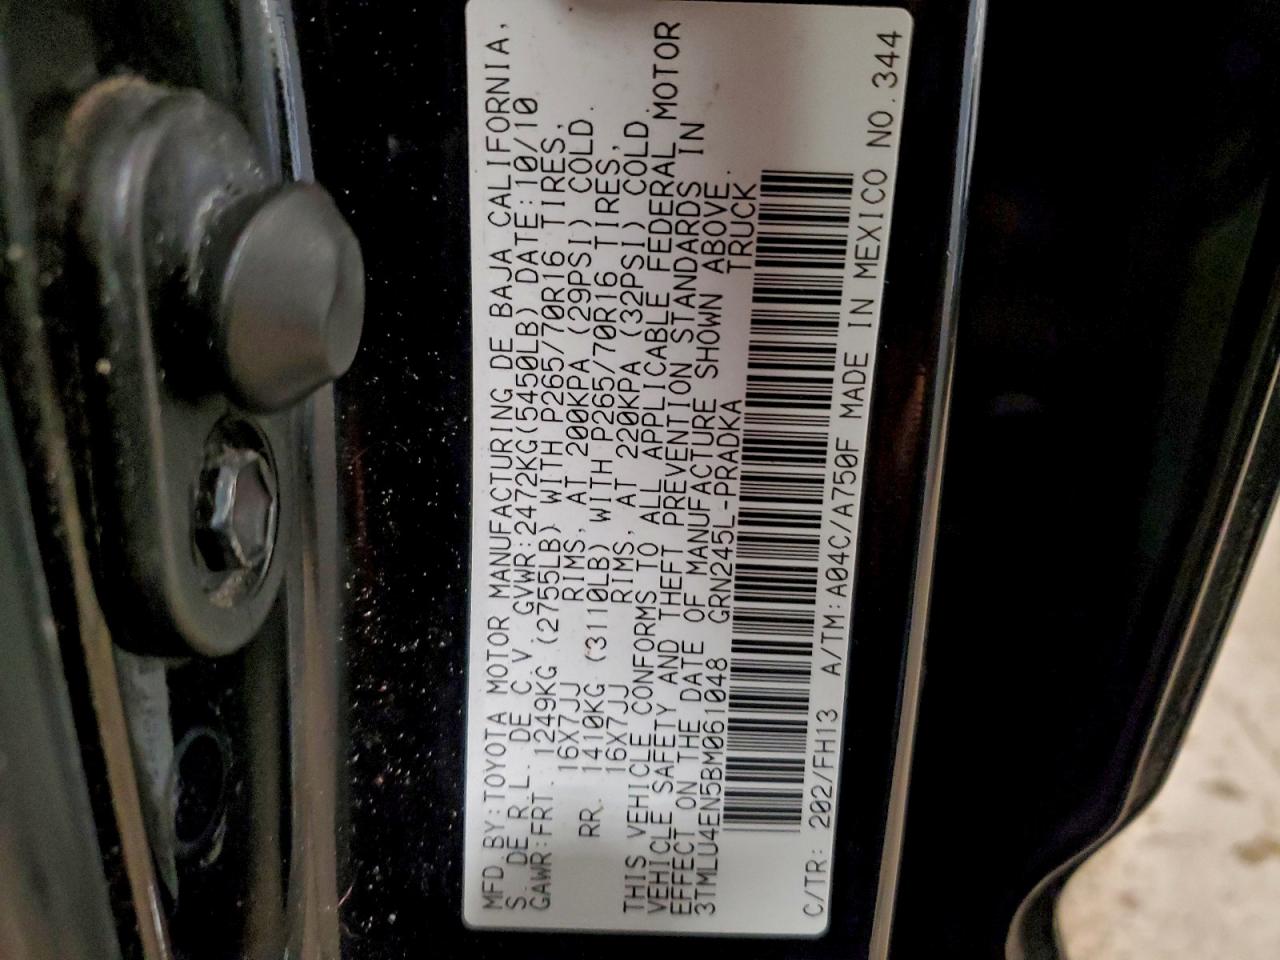 MFD.BY:TOYOTA MOTOR MANUFACTURING DE BAJA CALIFORNIA,
S. DE R.L. DE C.V. GVWR:2472KG(5450LB) DATE:10/10
GAWR:FRT. 1249KG (2755LB) WITH P265/70R16 TIRES,
16X7JJ RIMS, AT 200KPA (29PSI) COLD.
RR. 1410KG (3110LB) WITH P265/70R16 TIRES,
16X7JJ RIMS, AT 220KPA (32PSI) COLD.
THIS VEHICLE CONFORMS TO ALL APPLICABLE FEDERAL MOTOR
VEHICLE SAFETY AND THEFT PREVENTION STANDARDS IN
EFFECT ON THE DATE OF MANUFACTURE SHOWN ABOVE.
3TMLU4EN5BM061048 GRN245L-PRADKA TRUCK
C/TR: 202/FH13 A/TM:A04C/A750F MADE IN MEXICO NO.344